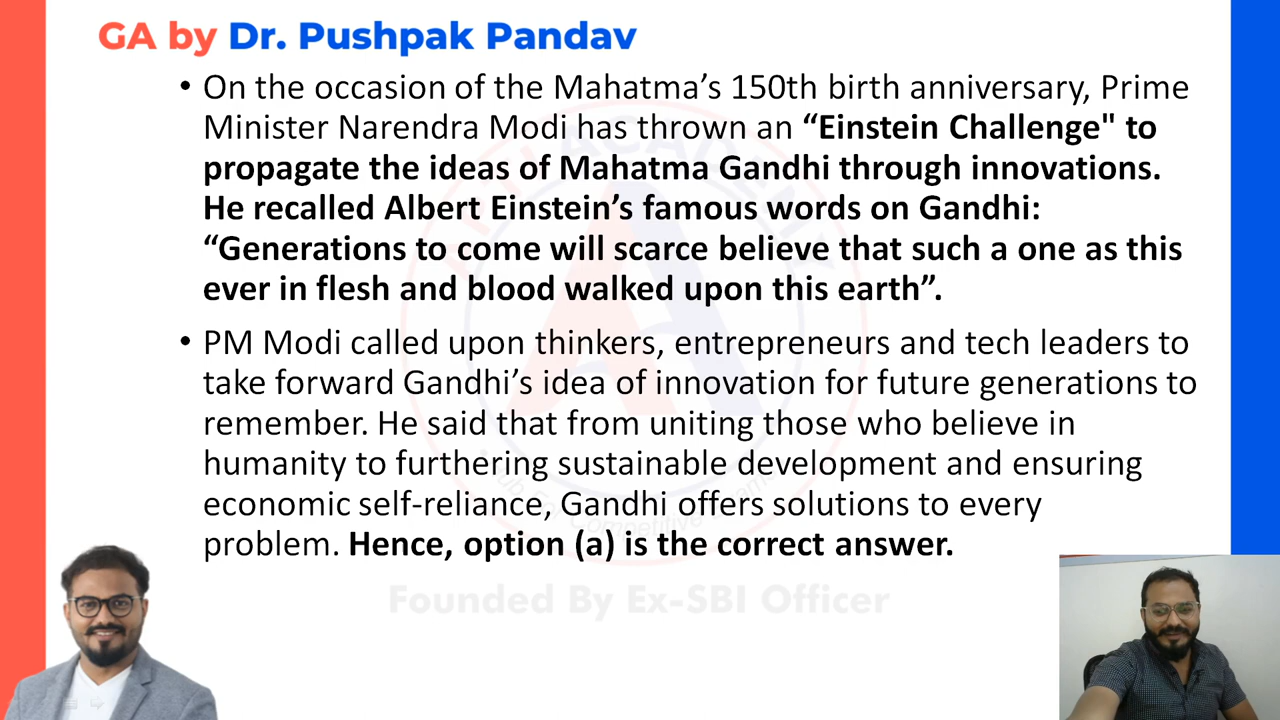 GA by Dr. Pushpak Pandav
• On the occasion of the Mahatma’s 150th birth anniversary, Prime
Minister Narendra Modi has thrown an “Einstein Challenge" to
propagate the ideas of Mahatma Gandhi through innovations.
He recalled Albert Einstein’s famous words on Gandhi:
“Generations to come will scarce believe that such a one as this
ever in flesh and blood walked upon this earth”.
• PM Modi called upon thinkers, entrepreneurs and tech leaders to
take forward Gandhi’s idea of innovation for future generations to
remember. He said that from uniting those who believe in
humanity to furthering sustainable development and ensuring
economic self-reliance, Gandhi offers solutions to every
problem. Hence, option (a) is the correct answer.
Founded By Ex-SBI Officer